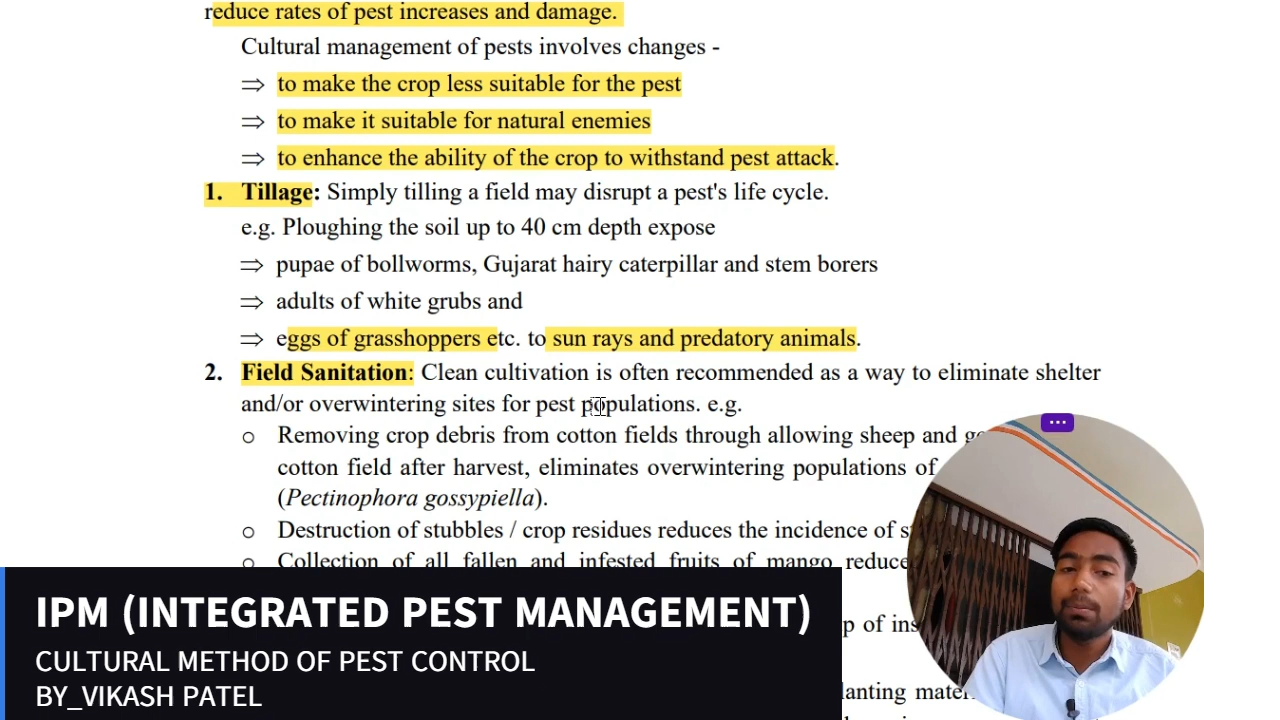 reduce rates of pest increases and damage.
Cultural management of pests involves changes -
⇒ to make the crop less suitable for the pest
⇒ to make it suitable for natural enemies
⇒ to enhance the ability of the crop to withstand pest attack.
1. Tillage: Simply tilling a field may disrupt a pest's life cycle.
e.g. Ploughing the soil up to 40 cm depth expose
⇒ pupae of bollworms, Gujarat hairy caterpillar and stem borers
⇒ adults of white grubs and
⇒ eggs of grasshoppers etc. to sun rays and predatory animals.
2. Field Sanitation: Clean cultivation is often recommended as a way to eliminate shelter
and/or overwintering sites for pest populations. e.g.
o Removing crop debris from cotton fields through allowing sheep and
cotton field after harvest, eliminates overwintering populations of
(Pectinophora gossypiella).
o Destruction of stubbles / crop residues reduces the incidence of
o Collection of all fallen and infested fruits of mango reduce
p of ins
lanting mate
IPM (INTEGRATED PEST MANAGEMENT)
CULTURAL METHOD OF PEST CONTROL
BY_VIKASH PATEL